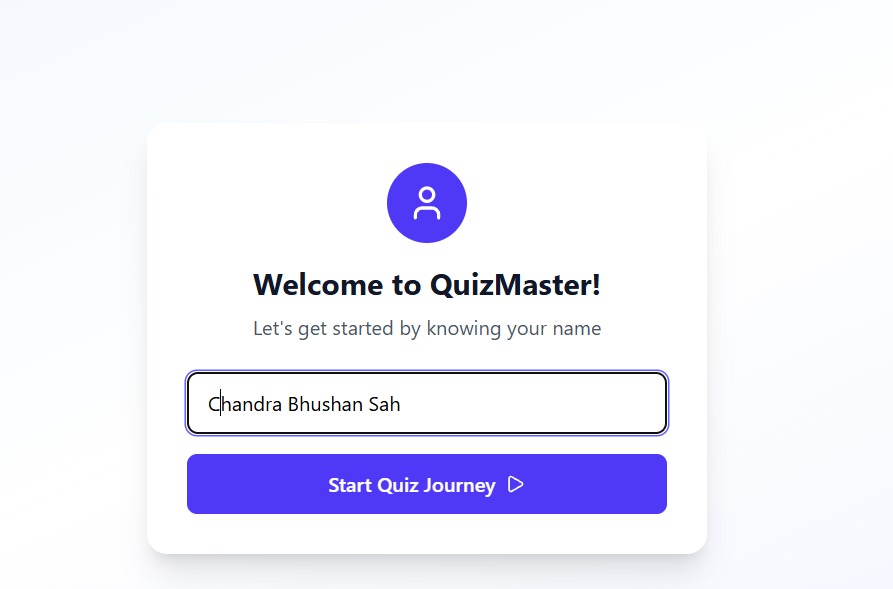 Welcome to QuizMaster!
Let's get started by knowing your name
Chandra Bhushan Sah
Start Quiz Journey